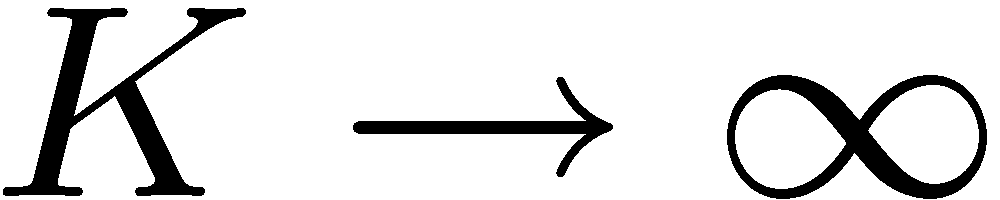 K → ∞